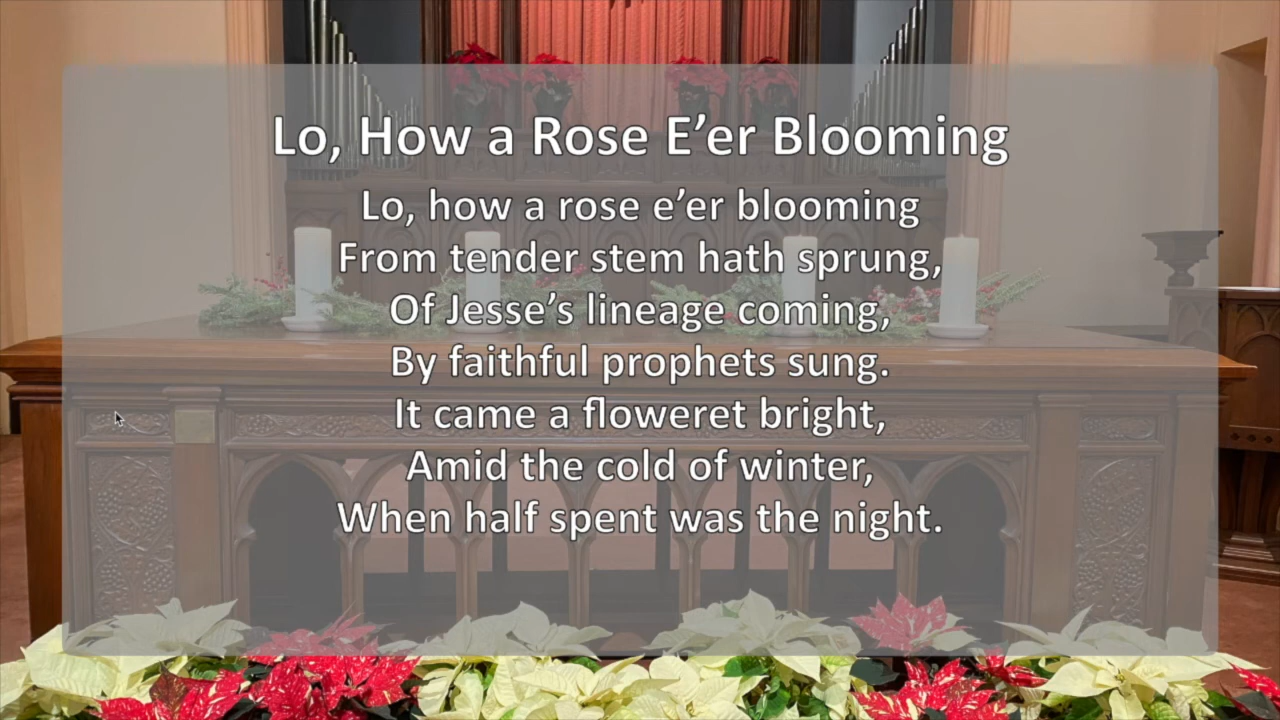 Lo, How a Rose E’er Blooming
Lo, how a rose e’er blooming
From tender stem hath sprung,
Of Jesse’s lineage coming,
By faithful prophets sung.
It came a floweret bright,
Amid the cold of winter,
When half spent was the night.